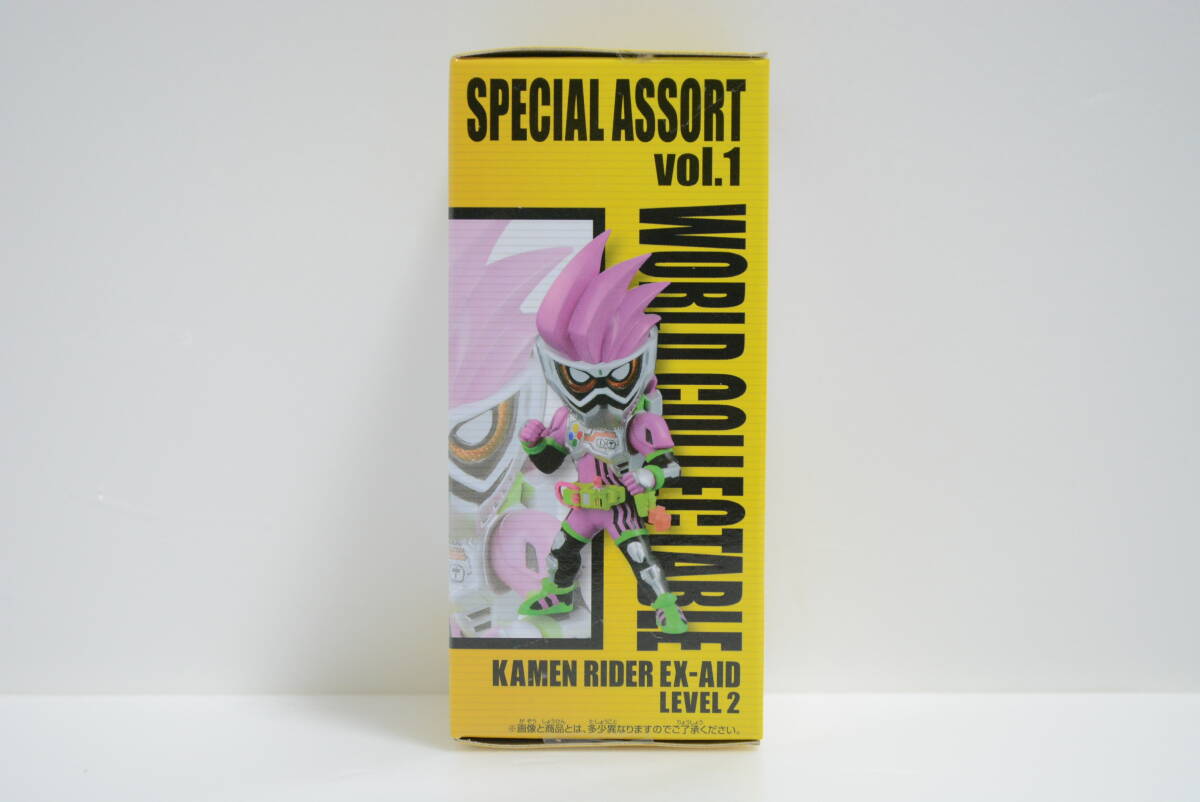 SPECIAL ASSORT
vol.1
WORLD COLLECTABLE
KAMEN RIDER EX-AID
LEVEL 2
※画像と商品とは、多少異なりますのでご了承ください。